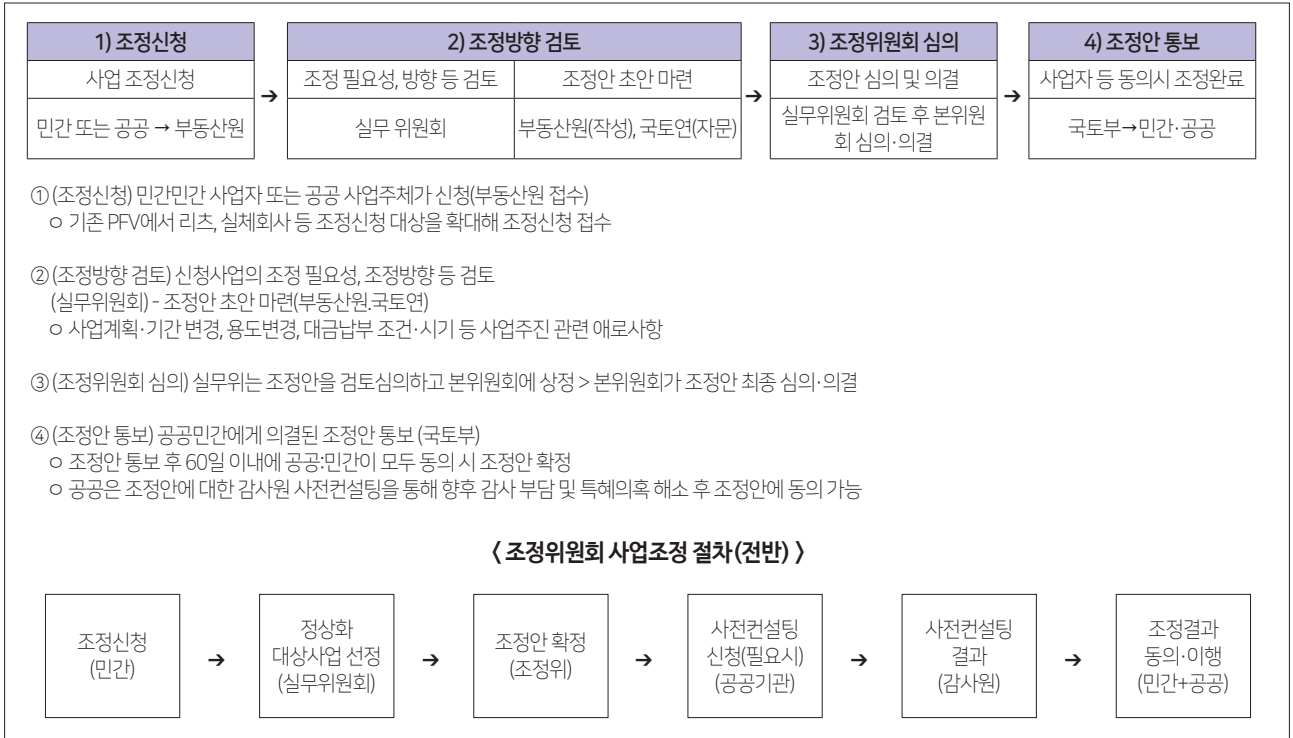 1) 조정신청
2) 조정방향 검토
3) 조정위원회 심의
4) 조정안 통보
사업 조정신청
조정 필요성, 방향 등 검토
조정안 초안 마련
조정안 심의 및 의결
사업자 등 동의시 조정완료
➔
➔
➔
민간 또는 공공 → 부동산원
실무 위원회
부동산원(작성), 국토연(자문)
실무위원회 검토 후 본위원
회 심의·의결
국토부→민간·공공
① (조정신청) 민간민간 사업자 또는 공공 사업주체가 신청(부동산원 접수)
ㅇ 기존 PFV에서 리츠, 실체회사 등 조정신청 대상을 확대해 조정신청 접수
② (조정방향 검토) 신청사업의 조정 필요성, 조정방향 등 검토
(실무위원회) - 조정안 초안 마련(부동산원.국토연)
ㅇ 사업계획·기간 변경, 용도변경, 대금납부 조건·시기 등 사업주진 관련 애로사항
③ (조정위원회 심의) 실무위는 조정안을 검토심의하고 본위원회에 상정 > 본위원회가 조정안 최종 심의·의결
④ (조정안 통보) 공공민간에게 의결된 조정안 통보 (국토부)
ㅇ 조정안 통보 후 60일 이내에 공공:민간이 모두 동의 시 조정안 확정
ㅇ 공공은 조정안에 대한 감사원 사전컨설팅을 통해 향후 감사 부담 및 특혜의혹 해소 후 조정안에 동의 가능
〈 조정위원회 사업조정 절차(전반) 〉
조정신청
(민간)
➔
정상화
대상사업 선정
(실무위원회)
➔
조정안 확정
(조정위)
➔
사전컨설팅
신청(필요시)
(공공기관)
➔
사전컨설팅
결과
(감사원)
➔
조정결과
동의·이행
(민간+공공)